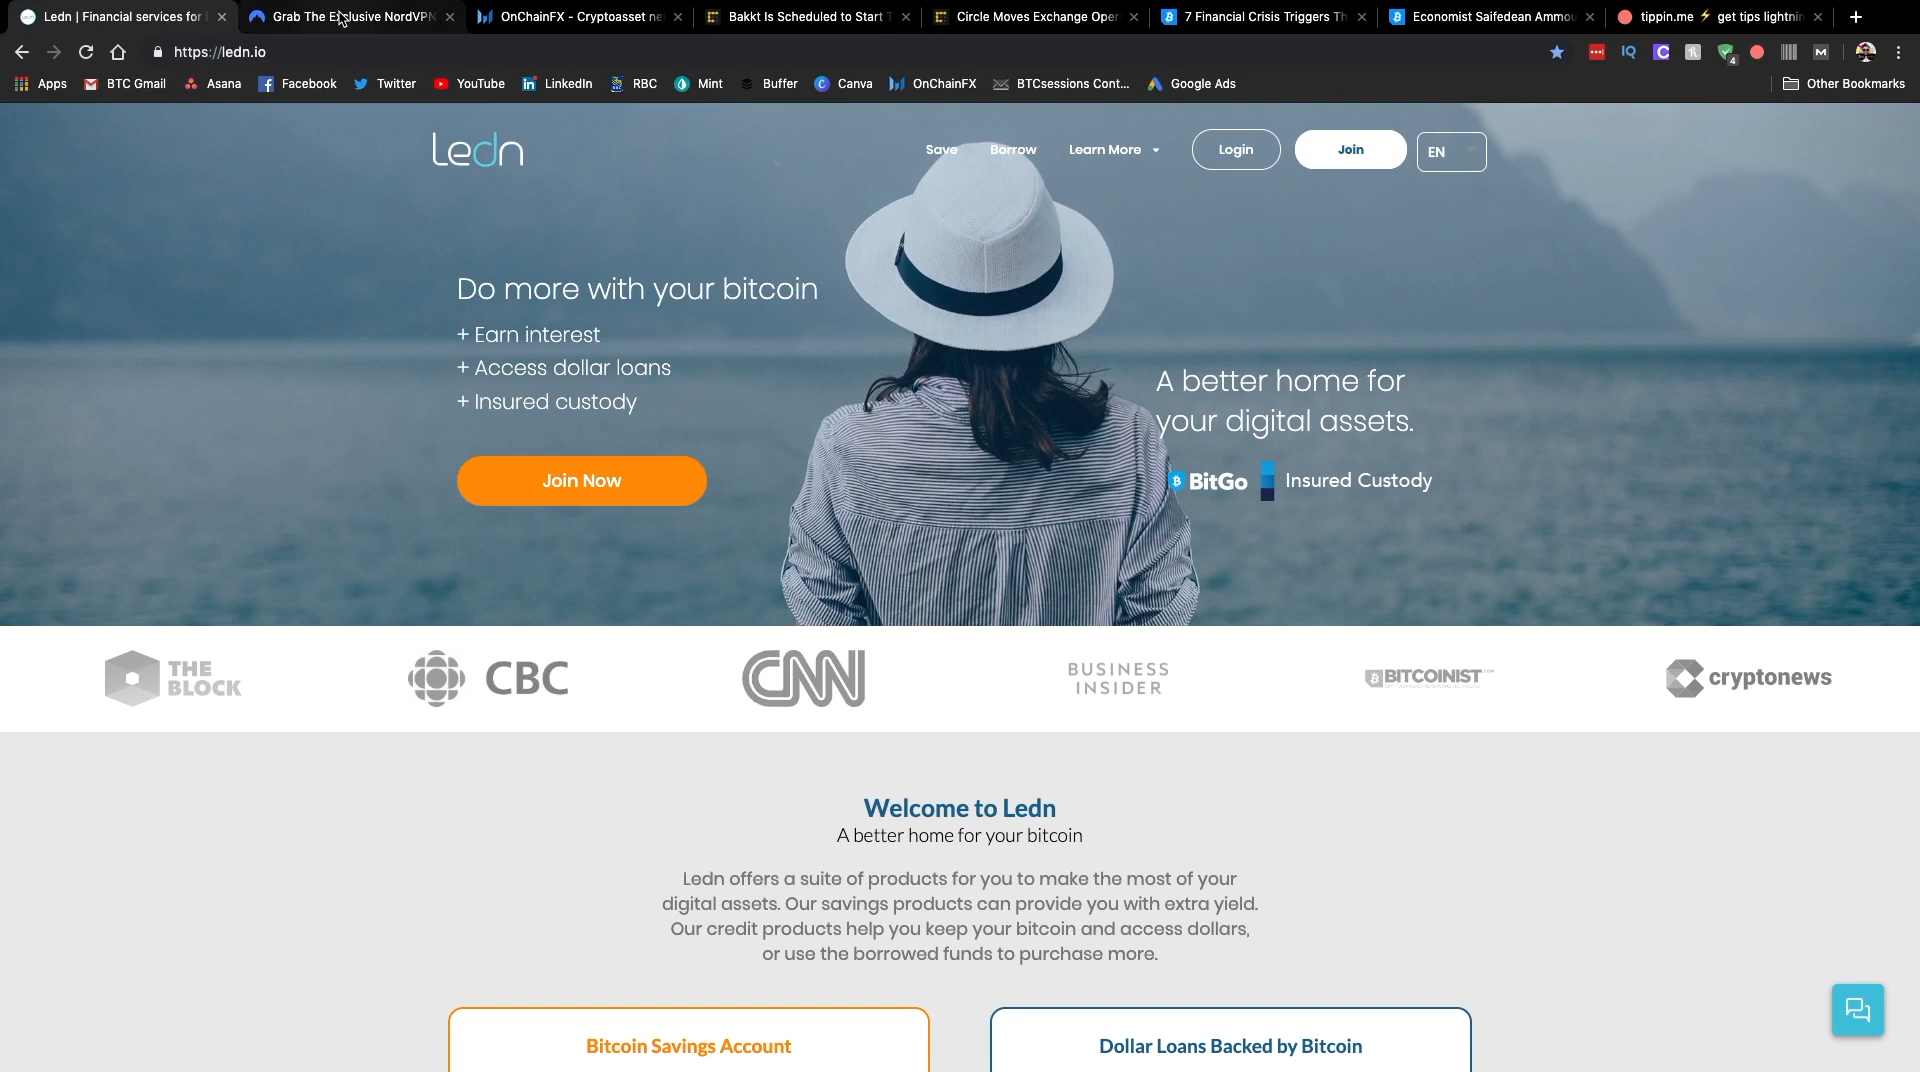 Ledn | Financial services for
Grab The Exclusive NordVPN
OnChainFX - Cryptoasset ne
Bakkt Is Scheduled to Start T
Circle Moves Exchange Oper
7 Financial Crisis Triggers Th
Economist Saifedean Ammou
tippin.me ⚡ get tips lightnin
https://ledn.io
4
Apps
BTC Gmail
Asana
Facebook
Twitter
YouTube
LinkedIn
RBC
Mint
Buffer
Canva
OnChainFX
BTCsessions Cont...
Google Ads
Other Bookmarks
ledn
Save
Borrow
Learn More
Login
Join
EN
Do more with your bitcoin
+ Earn interest
+ Access dollar loans
+ Insured custody
Join Now
A better home for
your digital assets.
BitGo Insured Custody
THE
BLOCK
CBC
CNN
BUSINESS
INSIDER
BITCOINIST
cryptonews
Welcome to Ledn
A better home for your bitcoin
Ledn offers a suite of products for you to make the most of your
digital assets. Our savings products can provide you with extra yield.
Our credit products help you keep your bitcoin and access dollars,
or use the borrowed funds to purchase more.
Bitcoin Savings Account
Dollar Loans Backed by Bitcoin